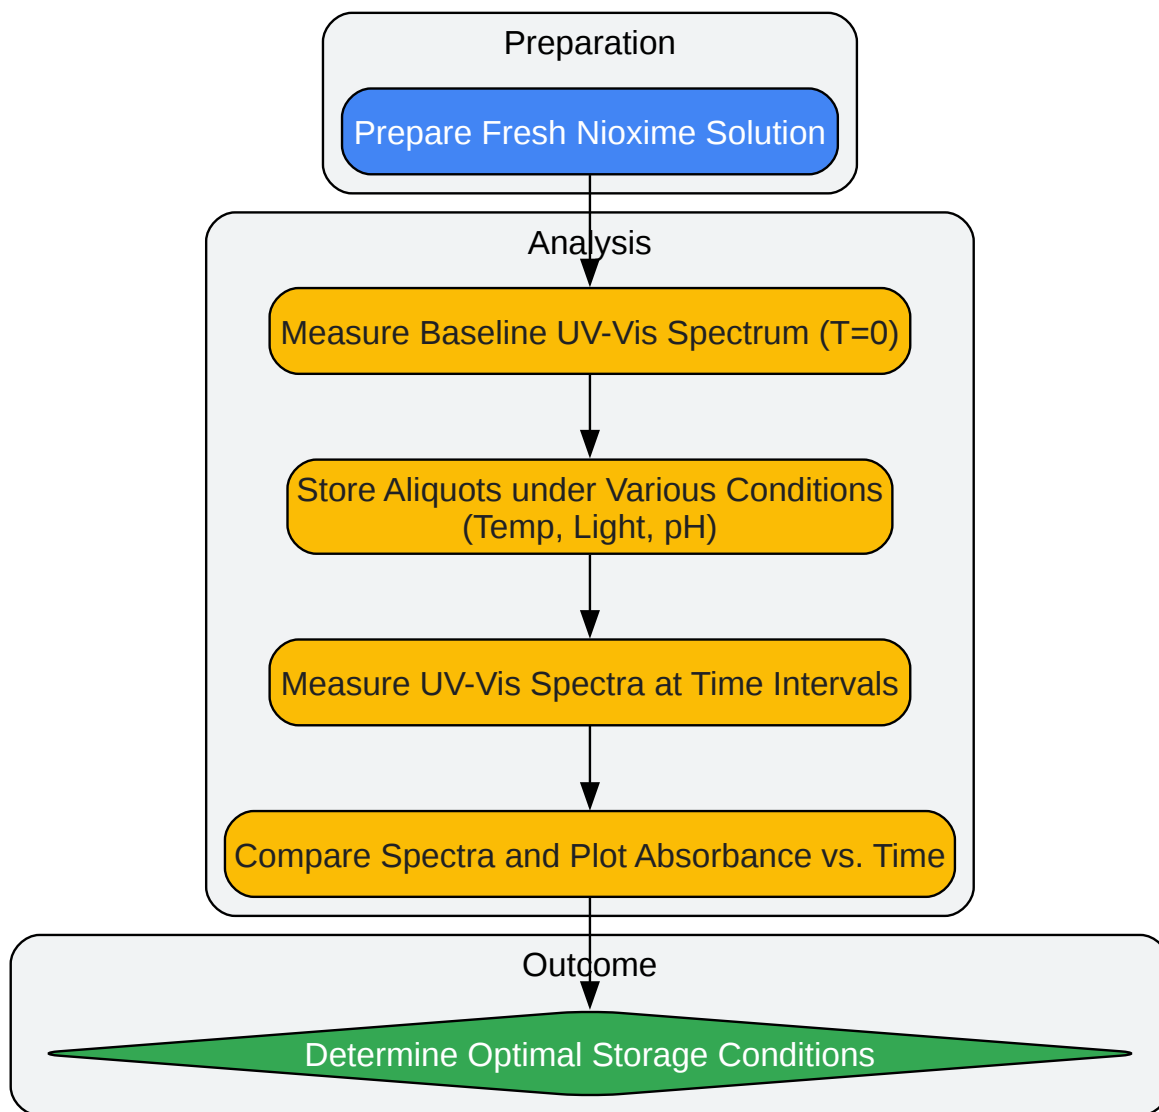 Preparation
Prepare Fresh Nioxime Solution
Analysis
Measure Baseline UV-Vis Spectrum (T=0)
Store Aliquots under Various Conditions
(Temp, Light, pH)
Measure UV-Vis Spectra at Time Intervals
Compare Spectra and Plot Absorbance vs. Time
Outcome
Determine Optimal Storage Conditions